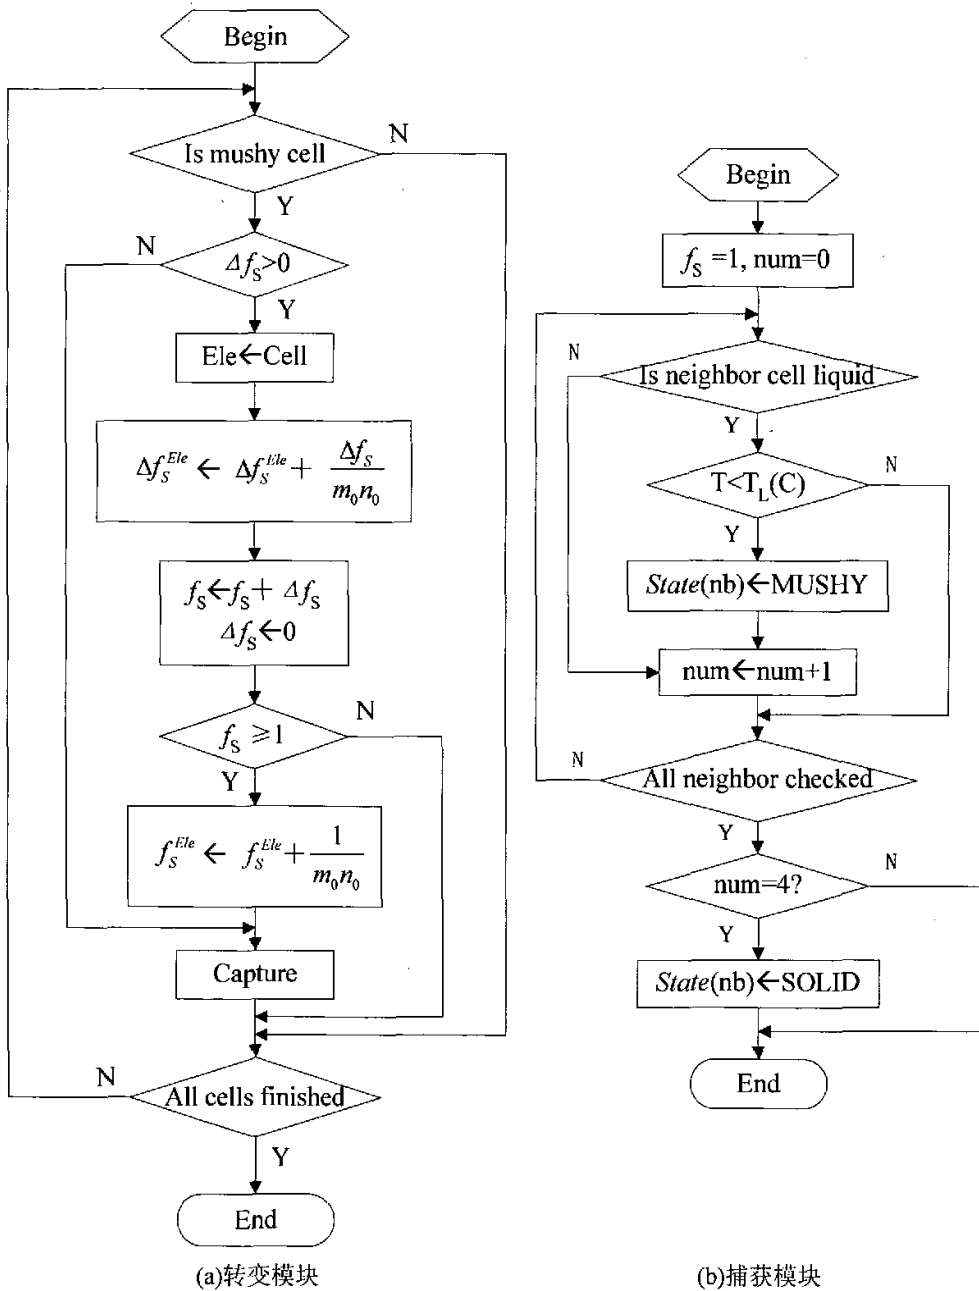 Begin
N
Is mushy cell
Y
N
Δf_S>0
Y
Ele←Cell
Δf_S^Ele ← Δf_S^Ele + Δf_S/m_0n_0
f_S←f_S+ Δf_S
Δf_S←0
N
f_S ≥1
Y
f_S^Ele ← f_S^Ele + 1/m_0n_0
Capture
N
All cells finished
Y
End
(a)转变模块
Begin
f_S =1, num=0
N
Is neighbor cell liquid
Y
N
T<T_L(C)
Y
State(nb)←MUSHY
num←num+1
N
All neighbor checked
Y
N
num=4?
Y
State(nb)←SOLID
End
(b)捕获模块